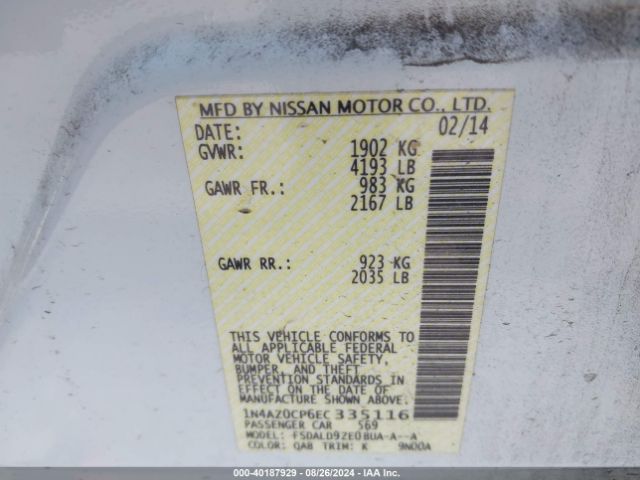 MFD BY NISSAN MOTOR CO., LTD.
DATE: 02/14
GVWR: 1902 KG
4193 LB
GAWR FR.: 983 KG
2167 LB
GAWR RR.: 923 KG
2035 LB
THIS VEHICLE CONFORMS TO
ALL APPLICABLE FEDERAL
MOTOR VEHICLE SAFETY,
BUMPER, AND THEFT
PREVENTION STANDARDS IN
EFFECT ON THE DATE OF
MANUFACTURE SHOWN ABOVE.
1N4AZ0CP6EC335116
PASSENGER CAR 569
MODEL: FSDALD9ZE0BUA-A--A
COLOR: QAB TRIM: K 9N00A
000-40187929 - 08/26/2024 - IAA Inc.